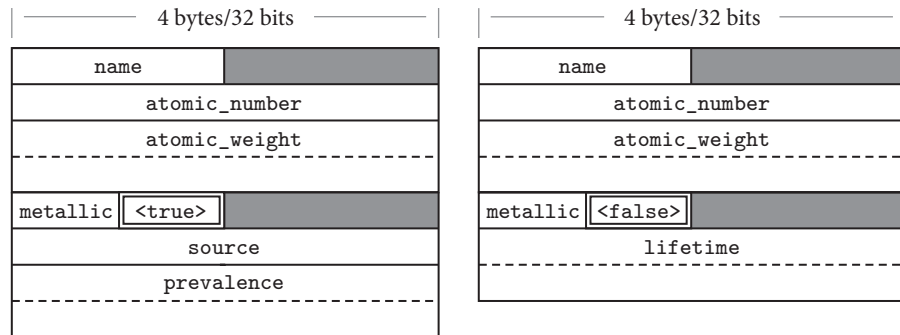 4 bytes/32 bits
name
atomic_number
atomic_weight
metallic <true>
source
prevalence
4 bytes/32 bits
name
atomic_number
atomic_weight
metallic <false>
lifetime